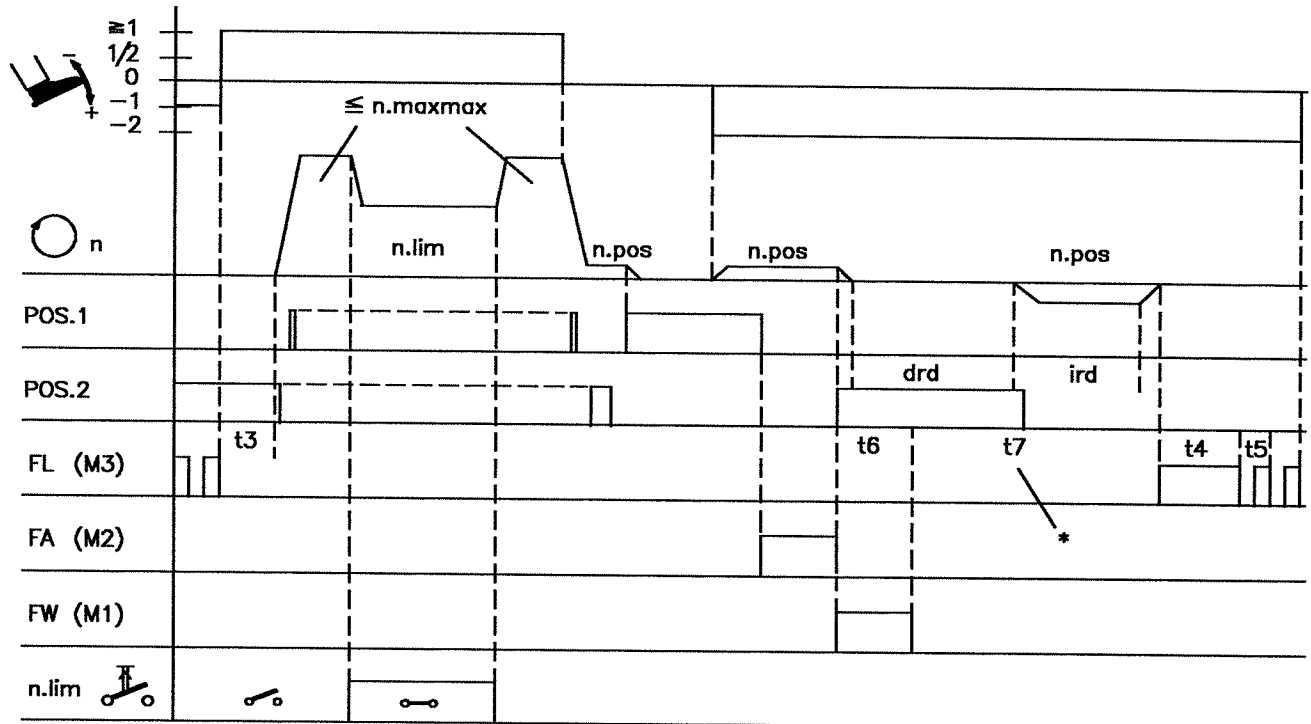 ≧1
1/2
0
−1
−2
−
+
≦ n.maxmax
n
n.lim
n.pos
n.pos
n.pos
POS.1
POS.2
drd
ird
FL (M3)
t3
t6
t7
t4
t5
FA (M2)
*
FW (M1)
n.lim